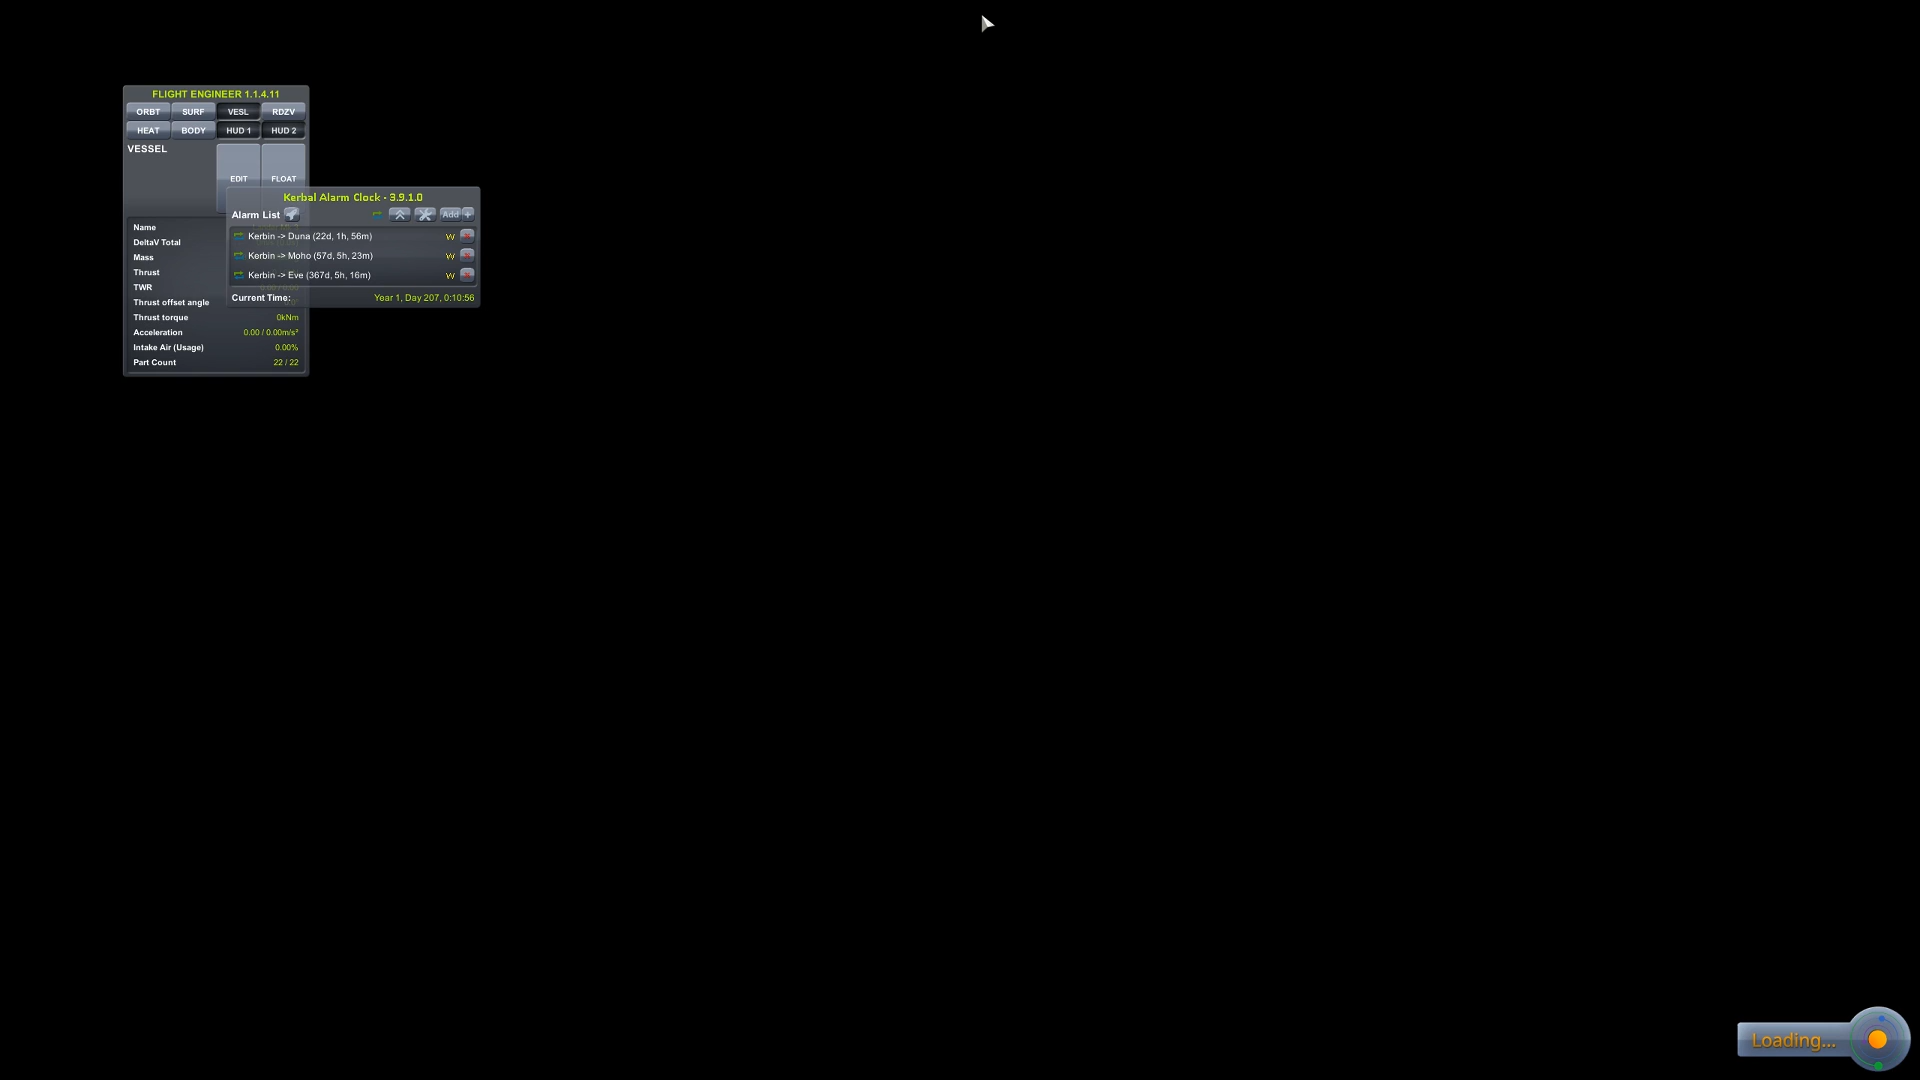 FLIGHT ENGINEER 1.1.4.11
ORBT SURF VESL RDZV
HEAT BODY HUD 1 HUD 2
VESSEL
EDIT FLOAT
Name
DeltaV Total
Mass
Thrust
TWR
Thrust offset angle
Thrust torque 0kNm
Acceleration 0.00 / 0.00m/s²
Intake Air (Usage) 0.00%
Part Count 22 / 22
Kerbal Alarm Clock - 3.9.1.0
Alarm List Add +
Kerbin -> Duna (22d, 1h, 56m) W
Kerbin -> Moho (57d, 5h, 23m) W
Kerbin -> Eve (367d, 5h, 16m) W
Current Time: Year 1, Day 207, 0:10:56
Loading...